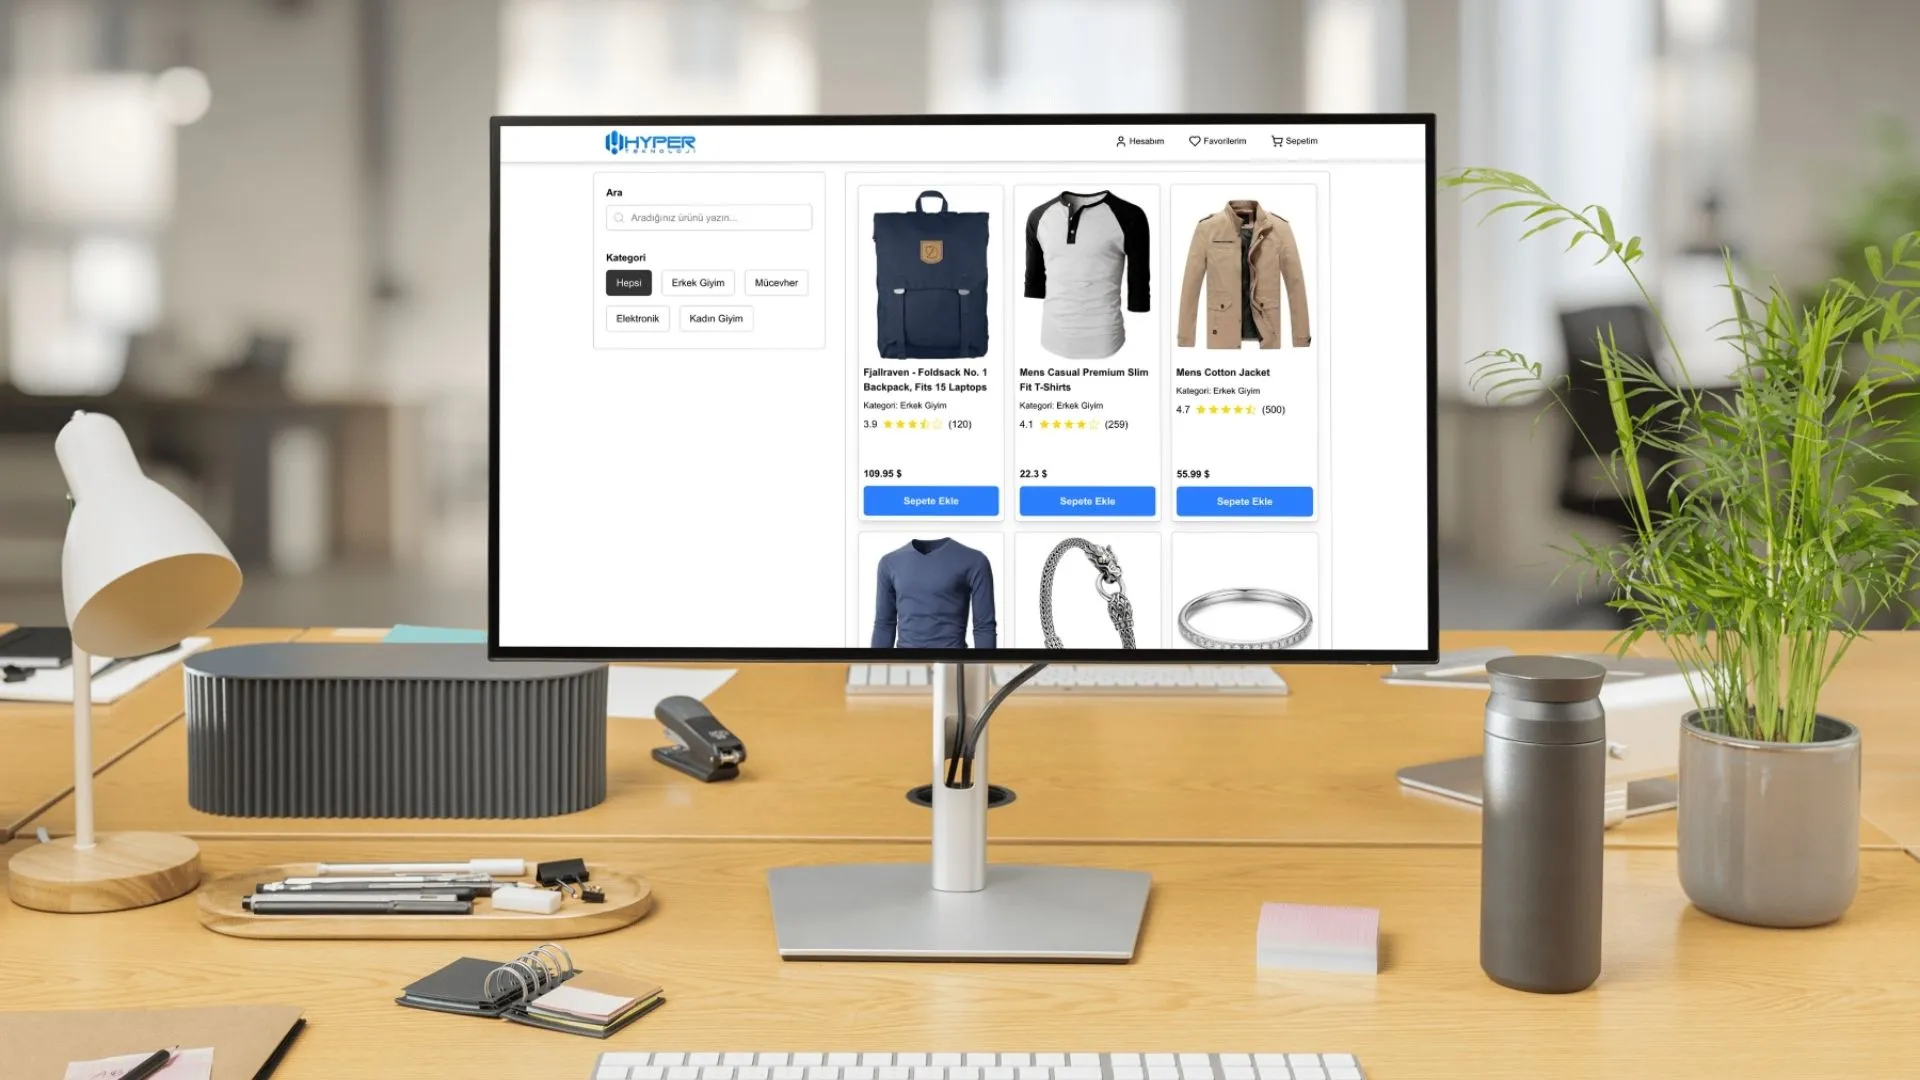 HYPER
TEKNOLOJİ
Hesabım
Favorilerim
Sepetim
Ara
Aradığınız ürünü yazın...
Kategori
Hepsi
Erkek Giyim
Mücevher
Elektronik
Kadın Giyim
Fjallraven - Foldsack No. 1
Backpack, Fits 15 Laptops
Kategori: Erkek Giyim
3.9 (120)
109.95 $
Sepete Ekle
Mens Casual Premium Slim
Fit T-Shirts
Kategori: Erkek Giyim
4.1 (259)
22.3 $
Sepete Ekle
Mens Cotton Jacket
Kategori: Erkek Giyim
4.7 (500)
55.99 $
Sepete Ekle